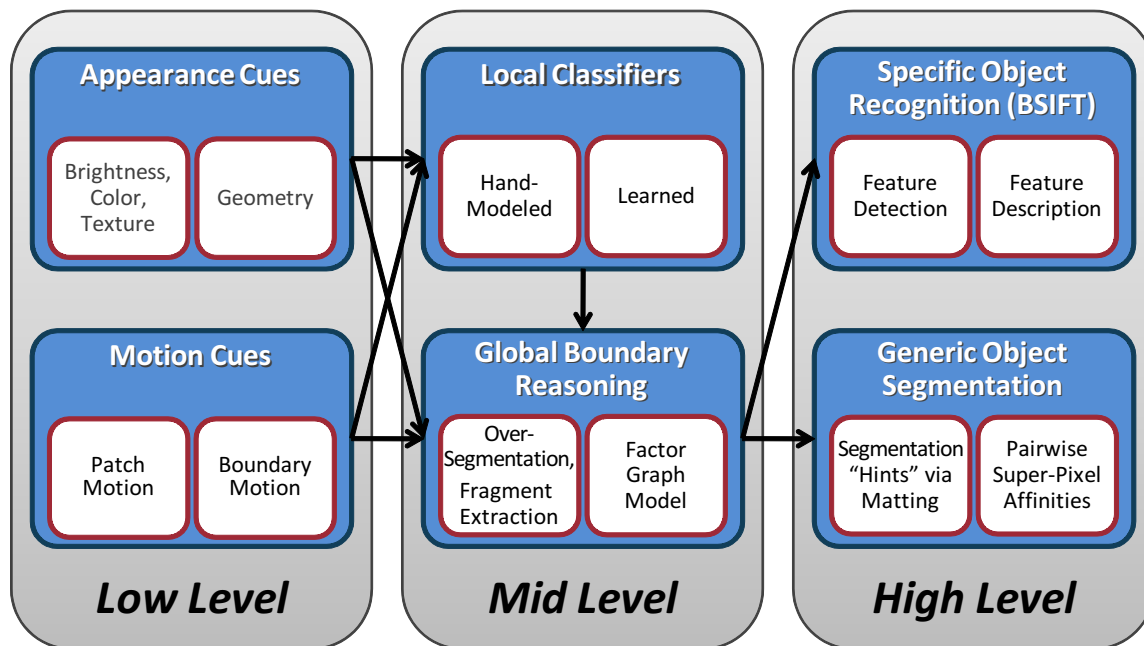 Appearance Cues
Brightness,
Color,
Texture
Geometry
Motion Cues
Patch
Motion
Boundary
Motion
Low Level
Local Classifiers
Hand-
Modeled
Learned
Global Boundary
Reasoning
Over-
Segmentation,
Fragment
Extraction
Factor
Graph
Model
Mid Level
Specific Object
Recognition (BSIFT)
Feature
Detection
Feature
Description
Generic Object
Segmentation
Segmentation
“Hints” via
Matting
Pairwise
Super-Pixel
Affinities
High Level